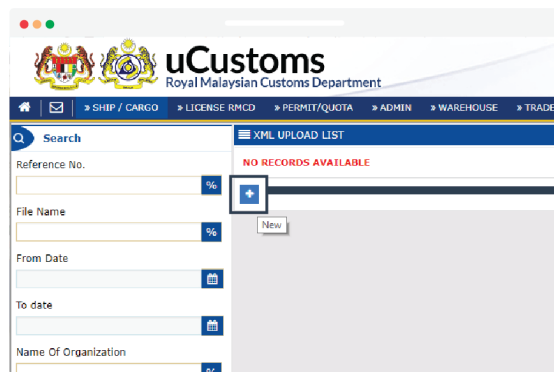 uCustoms
Royal Malaysian Customs Department
» SHIP / CARGO » LICENSE RMCD » PERMIT/QUOTA » ADMIN » WAREHOUSE » TRADE
Search
XML UPLOAD LIST
Reference No.
NO RECORDS AVAILABLE
%
+
New
File Name
%
From Date
To date
Name Of Organization
%